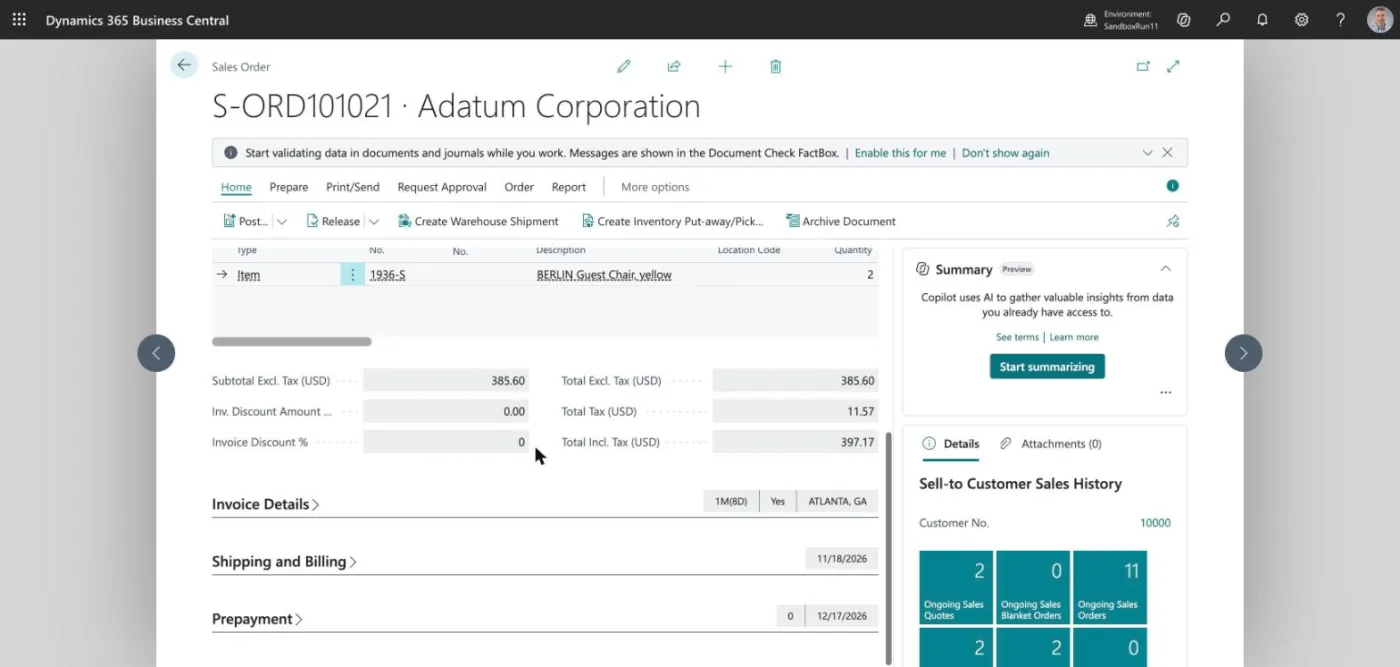 Dynamics 365 Business Central
Environment:
SandboxRun11
Sales Order
S-ORD101021 · Adatum Corporation
Start validating data in documents and journals while you work. Messages are shown in the Document Check FactBox. | Enable this for me | Don't show again
Home Prepare Print/Send Request Approval Order Report More options
Post... Release Create Warehouse Shipment Create Inventory Put-away/Pick... Archive Document
Type No. No. Description Location Code Quantity
Item 1936-S BERLIN Guest Chair, yellow 2
Subtotal Excl. Tax (USD) 385.60 Total Excl. Tax (USD) 385.60
Inv. Discount Amount ... 0.00 Total Tax (USD) 11.57
Invoice Discount % 0 Total Incl. Tax (USD) 397.17
Invoice Details 1M(8D) Yes ATLANTA, GA
Shipping and Billing 11/18/2026
Prepayment 0 12/17/2026
Summary Preview
Copilot uses AI to gather valuable insights from data
you already have access to.
See terms | Learn more
Start summarizing
Details Attachments (0)
Sell-to Customer Sales History
Customer No. 10000
2 0 11
Ongoing Sales Quotes
Ongoing Sales Blanket Orders
Ongoing Sales Orders
2 2 0